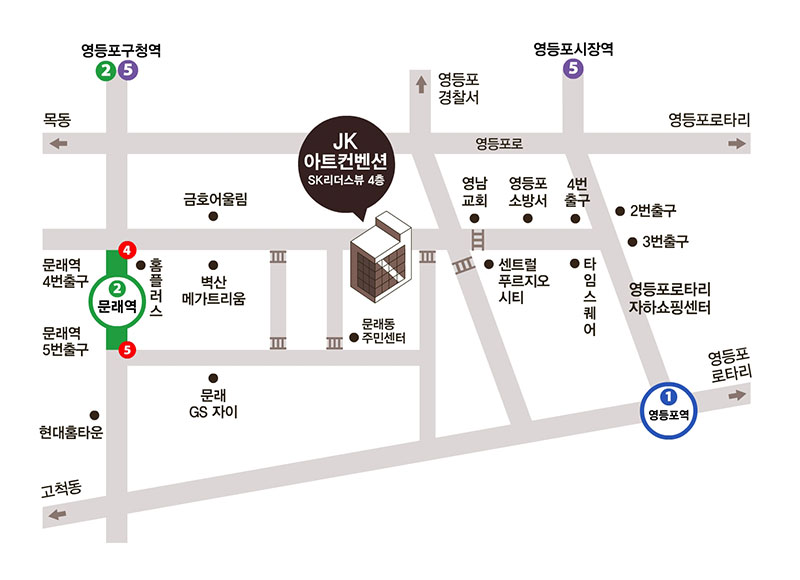 영등포구청역
2 5
영등포시장역
5
영등포
경찰서
목동
영등포로터리
영등포로
JK
아트컨벤션
SK리더스뷰 4층
금호어울림
영남
교회
영등포
소방서
4번
출구
2번출구
3번출구
4
문래역
4번출구
홈플러스
벽산
메가트리움
센트럴
푸르지오
시티
타임스퀘어
영등포로타리
지하쇼핑센터
2
문래역
문래역
5번출구
5
문래동
주민센터
영등포
로타리
문래
GS 자이
1
영등포역
현대홈타운
고척동